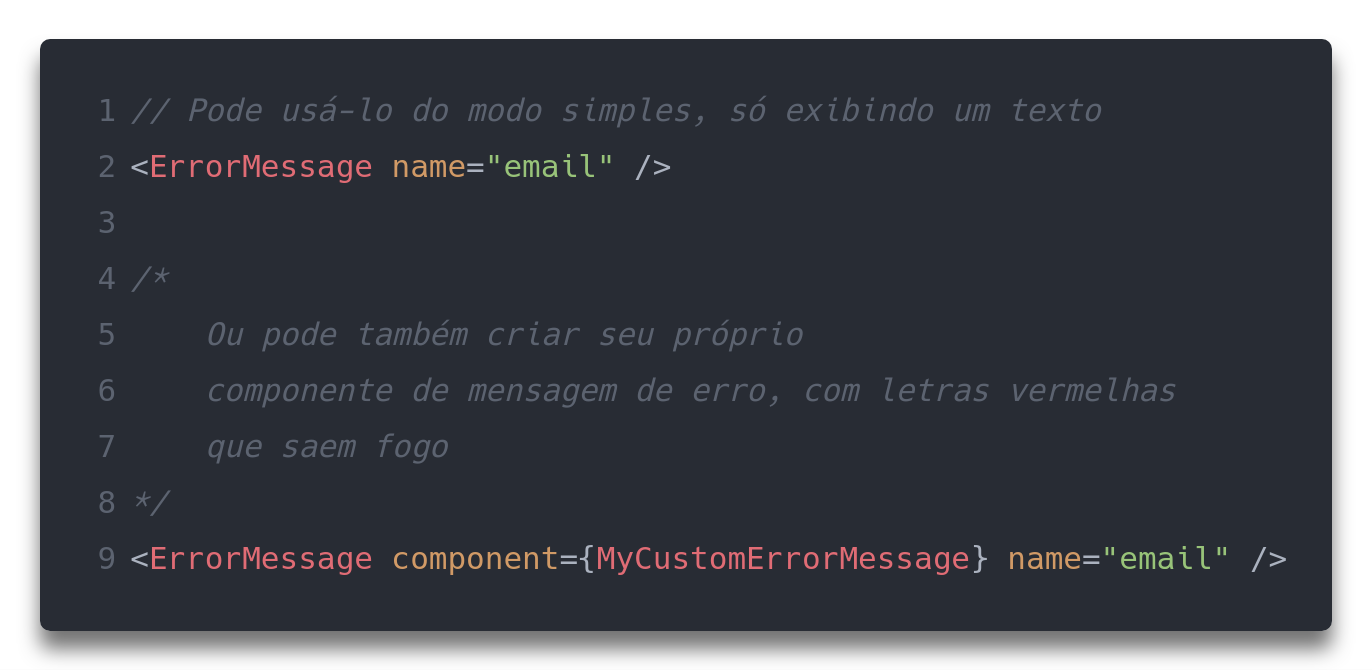 1 // Pode usá-lo do modo simples, só exibindo um texto
2 <ErrorMessage name="email" />
3
4 /*
5     Ou pode também criar seu próprio
6     componente de mensagem de erro, com letras vermelhas
7     que saem fogo
8 */
9 <ErrorMessage component={MyCustomErrorMessage} name="email" />